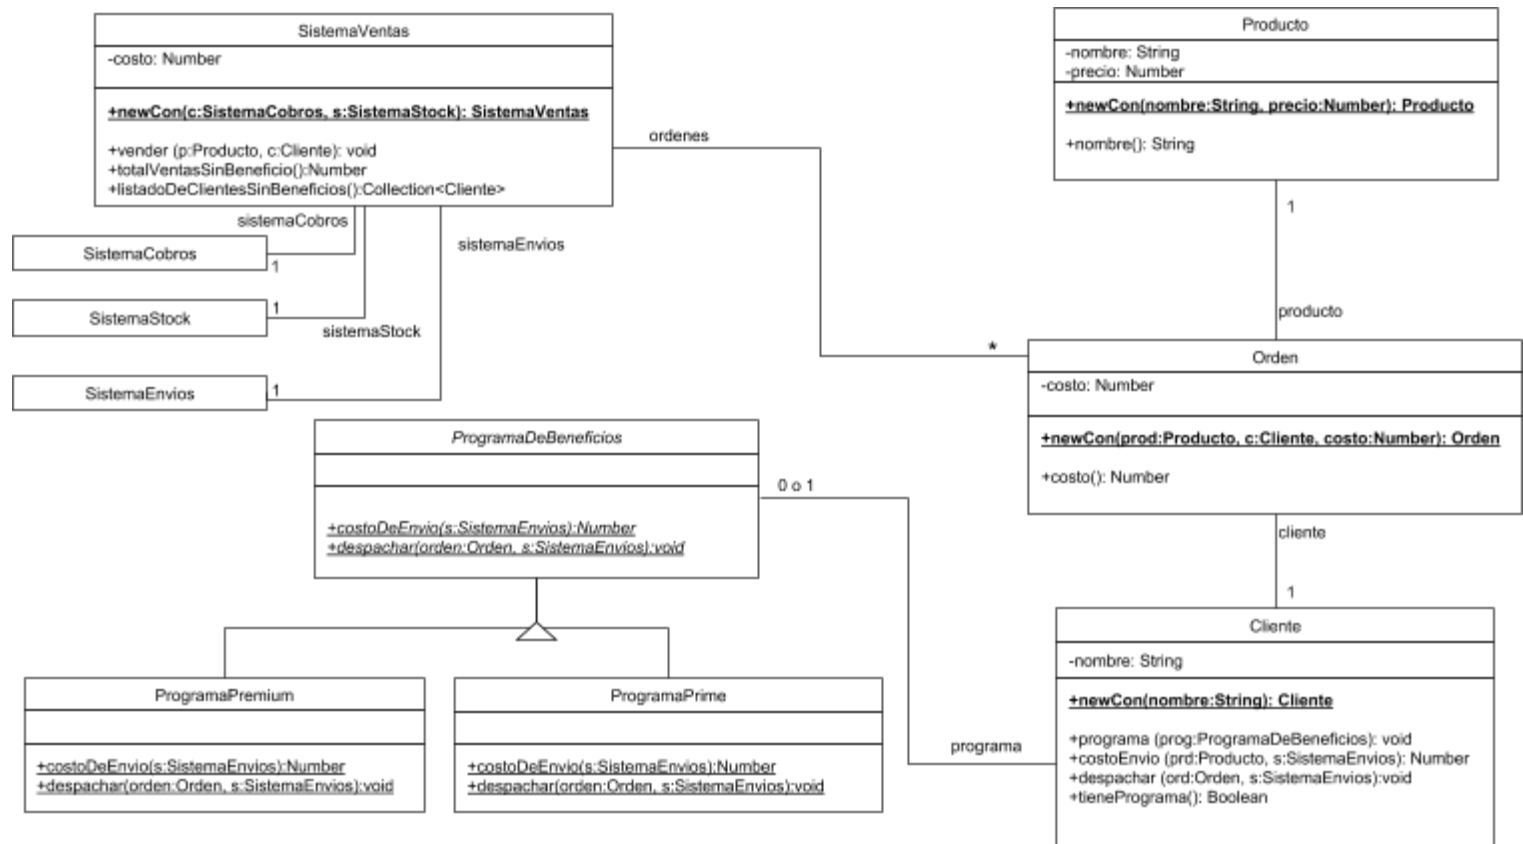 SistemaVentas
-costo: Number
+newCon(c:SistemaCobros, s:SistemaStock): SistemaVentas
+vender (p:Producto, c:Cliente): void
+totalVentasSinBeneficio():Number
+listadoDeClientesSinBeneficios():Collection<Cliente>
Producto
-nombre: String
-precio: Number
+newCon(nombre:String, precio:Number): Producto
+nombre(): String
ordenes
*
1
producto
sistemaCobros
SistemaCobros
1
SistemaStock
1
sistemaStock
sistemaEnvios
SistemaEnvios
1
Orden
-costo: Number
+newCon(prod:Producto, c:Cliente, costo:Number): Orden
+costo(): Number
cliente
1
ProgramaDeBeneficios
+costoDeEnvio(s:SistemaEnvios):Number
+despachar(orden:Orden, s:SistemaEnvios):void
0 o 1
programa
ProgramaPremium
+costoDeEnvio(s:SistemaEnvios):Number
+despachar(orden:Orden, s:SistemaEnvios):void
ProgramaPrime
+costoDeEnvio(s:SistemaEnvios):Number
+despachar(orden:Orden, s:SistemaEnvios):void
Cliente
-nombre: String
+newCon(nombre:String): Cliente
+programa (prog:ProgramaDeBeneficios): void
+costoEnvio (prd:Producto, s:SistemaEnvios): Number
+despachar (ord:Orden, s:SistemaEnvios):void
+tienePrograma(): Boolean